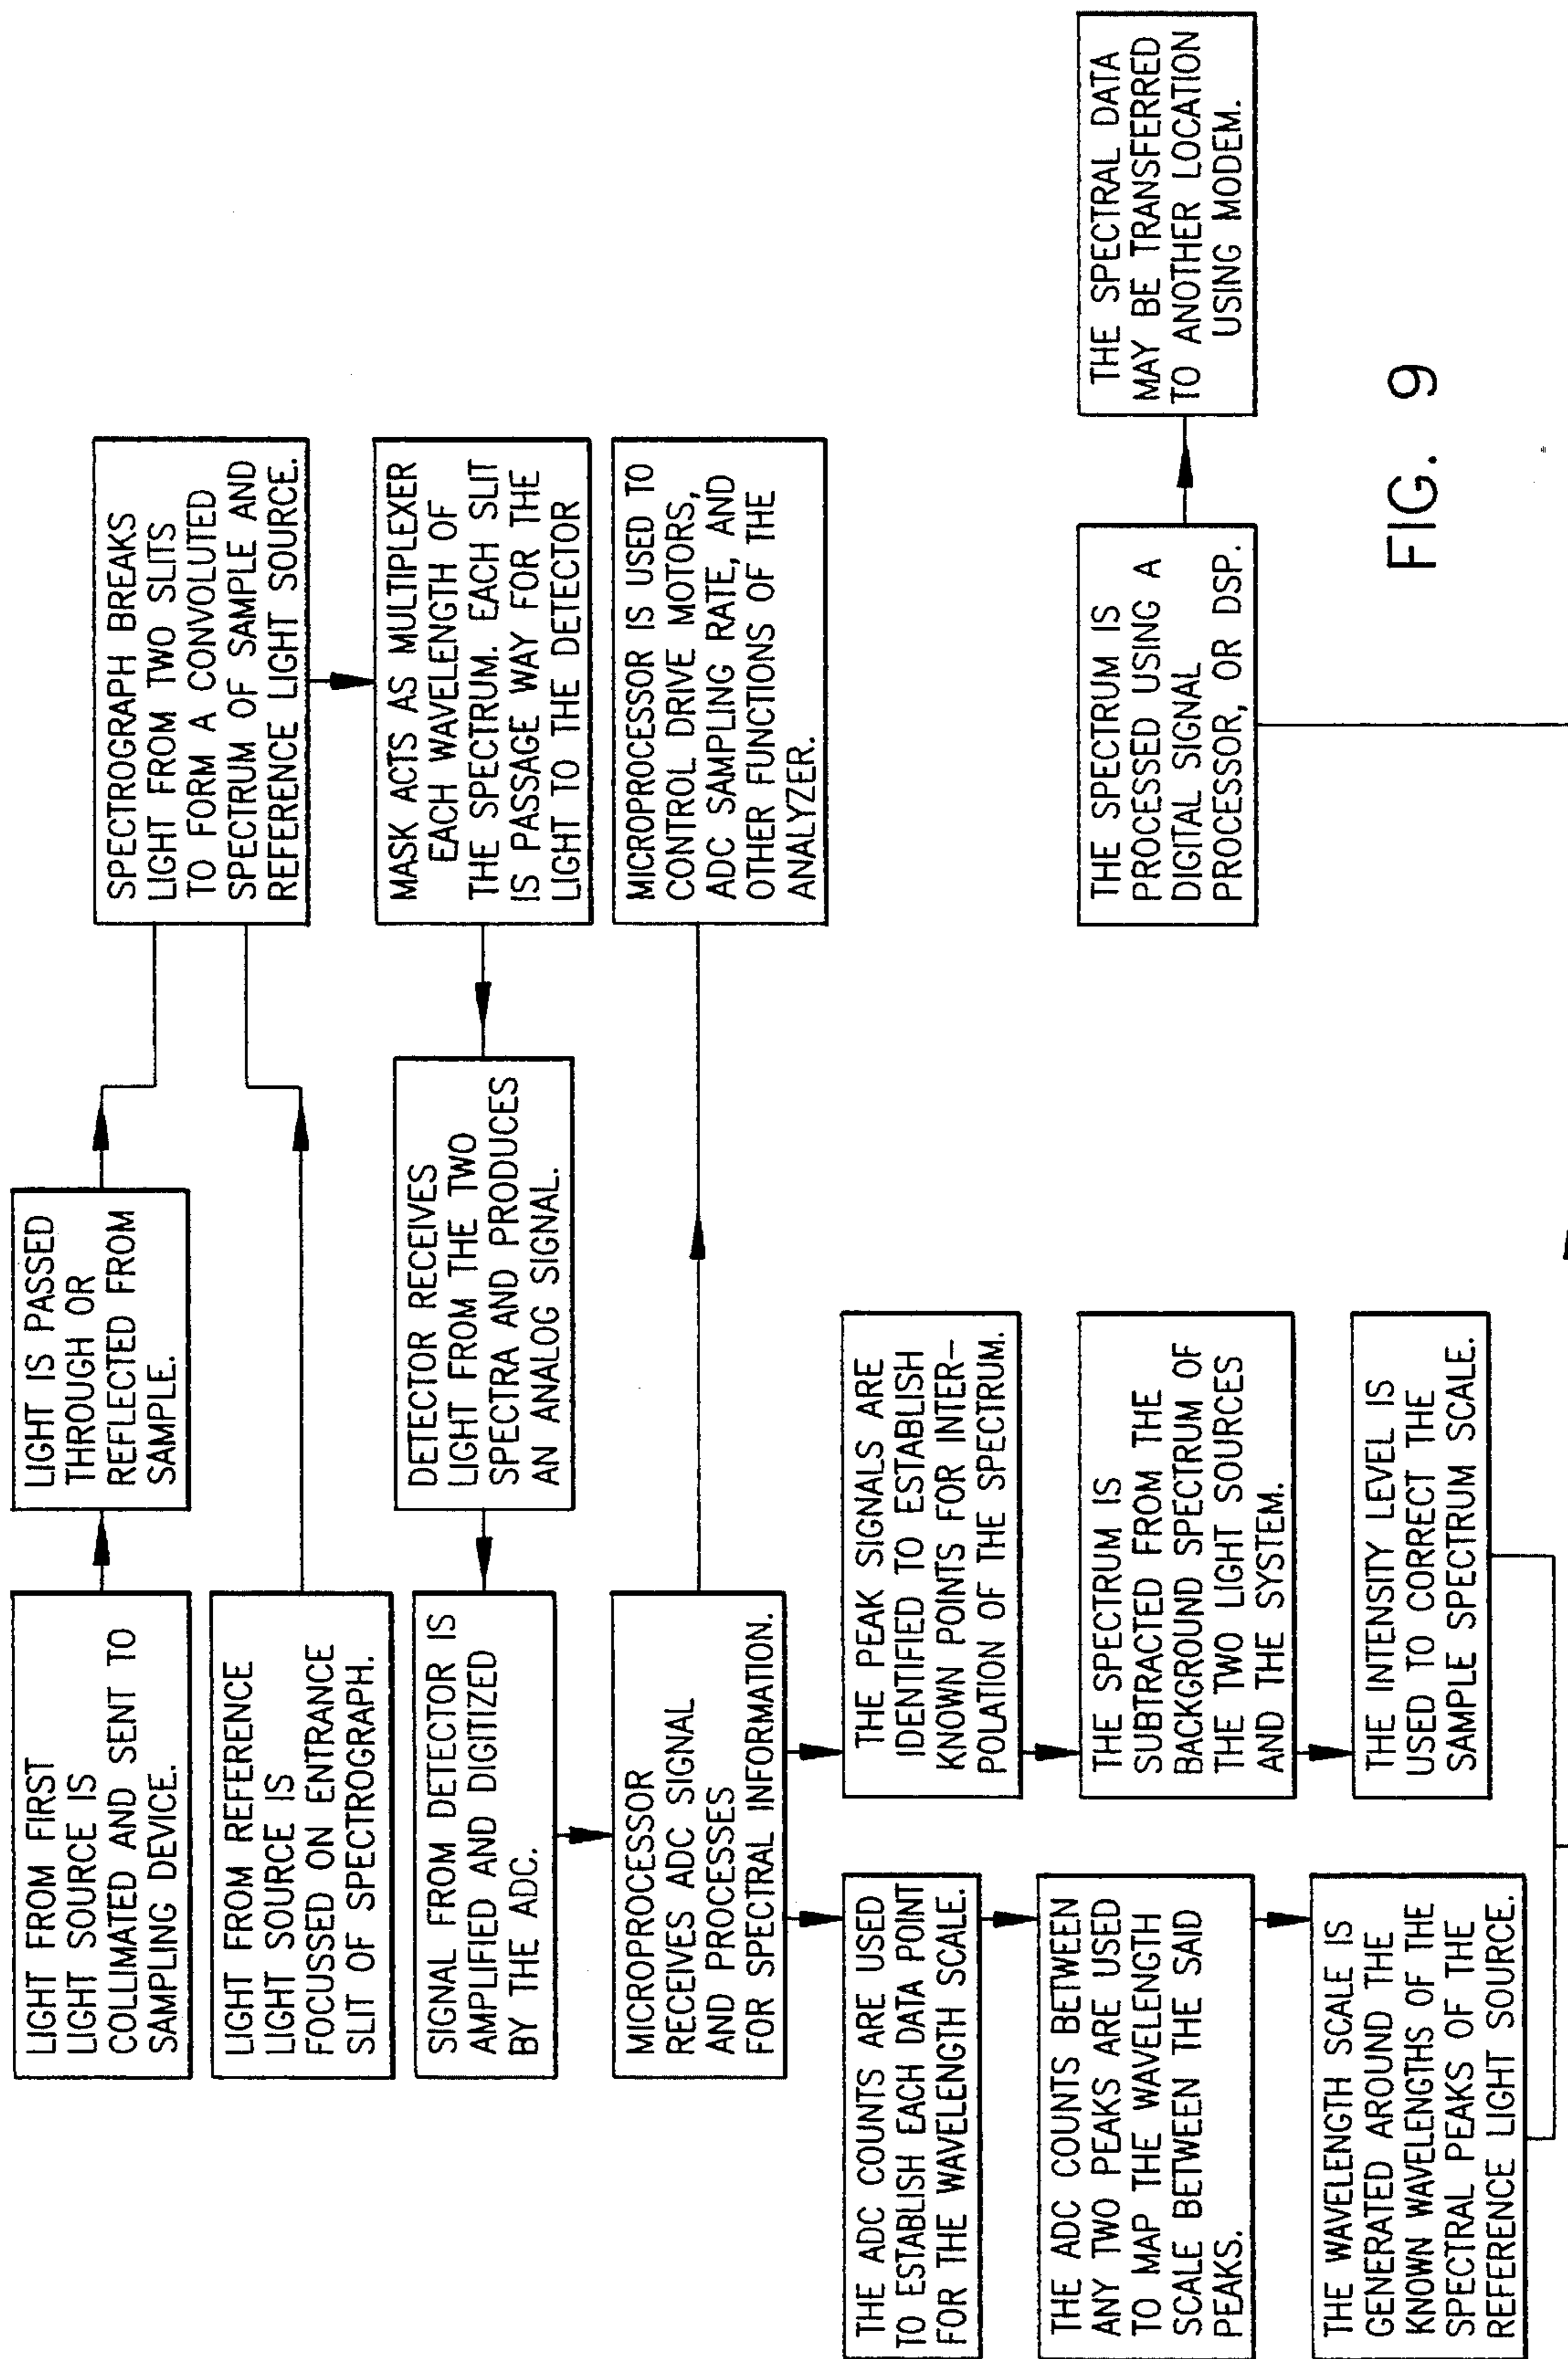 LIGHT FROM FIRST
LIGHT SOURCE IS
COLLIMATED AND SENT TO
SAMPLING DEVICE.
LIGHT IS PASSED
THROUGH OR
REFLECTED FROM
SAMPLE.
LIGHT FROM REFERENCE
LIGHT SOURCE IS
FOCUSSED ON ENTRANCE
SLIT OF SPECTROGRAPH.
SPECTROGRAPH BREAKS
LIGHT FROM TWO SLITS
TO FORM A CONVOLUTED
SPECTRUM OF SAMPLE AND
REFERENCE LIGHT SOURCE.
MASK ACTS AS MULTIPLEXER
EACH WAVELENGTH OF
THE SPECTRUM. EACH SLIT
IS PASSAGE WAY FOR THE
LIGHT TO THE DETECTOR
DETECTOR RECEIVES
LIGHT FROM THE TWO
SPECTRA AND PRODUCES
AN ANALOG SIGNAL.
SIGNAL FROM DETECTOR IS
AMPLIFIED AND DIGITIZED
BY THE ADC.
MICROPROCESSOR
RECEIVES ADC SIGNAL
AND PROCESSES
FOR SPECTRAL INFORMATION.
MICROPROCESSOR IS USED TO
CONTROL DRIVE MOTORS,
ADC SAMPLING RATE, AND
OTHER FUNCTIONS OF THE
ANALYZER.
THE ADC COUNTS ARE USED
TO ESTABLISH EACH DATA POINT
FOR THE WAVELENGTH SCALE.
THE ADC COUNTS BETWEEN
ANY TWO PEAKS ARE USED
TO MAP THE WAVELENGTH
SCALE BETWEEN THE SAID
PEAKS.
THE WAVELENGTH SCALE IS
GENERATED AROUND THE
KNOWN WAVELENGTHS OF THE
SPECTRAL PEAKS OF THE
REFERENCE LIGHT SOURCE.
THE PEAK SIGNALS ARE
IDENTIFIED TO ESTABLISH
KNOWN POINTS FOR INTER-
POLATION OF THE SPECTRUM.
THE SPECTRUM IS
SUBTRACTED FROM THE
BACKGROUND SPECTRUM OF
THE TWO LIGHT SOURCES
AND THE SYSTEM.
THE INTENSITY LEVEL IS
USED TO CORRECT THE
SAMPLE SPECTRUM SCALE.
THE SPECTRUM IS
PROCESSED USING A
DIGITAL SIGNAL
PROCESSOR, OR DSP.
THE SPECTRAL DATA
MAY BE TRANSFERRED
TO ANOTHER LOCATION
USING MODEM.
FIG. 9